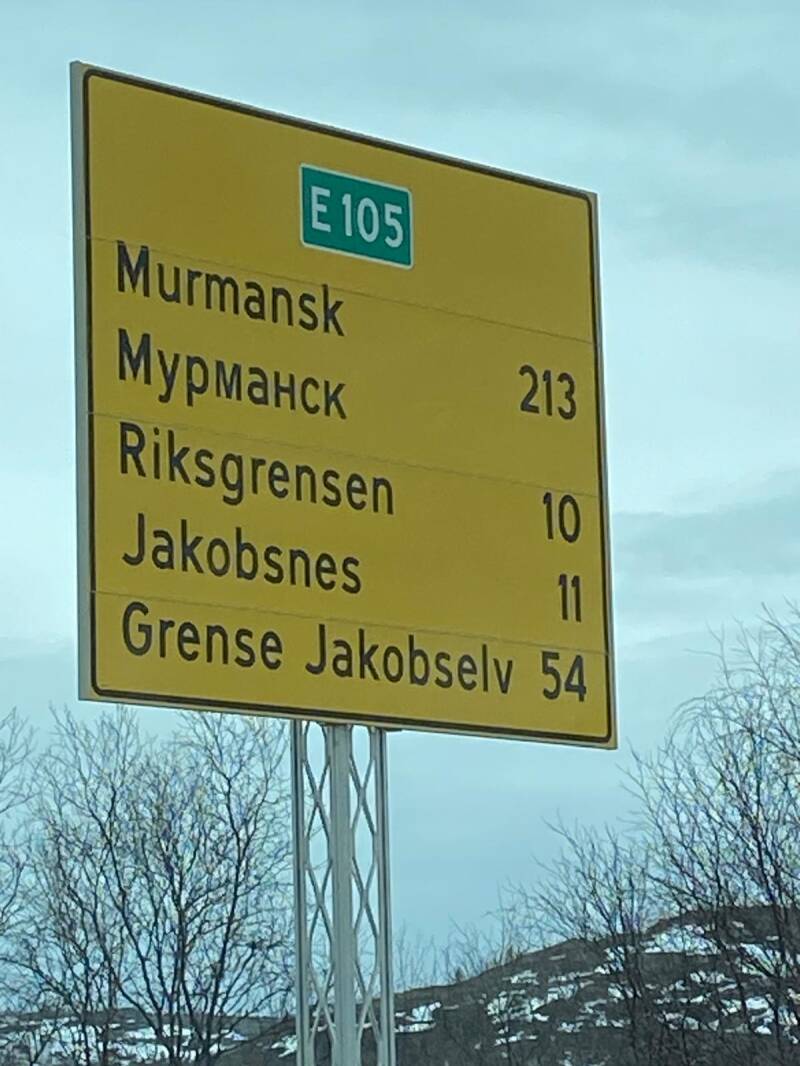 E 105
Murmansk
Мурманск 213
Riksgrensen 10
Jakobsnes 11
Grense Jakobselv 54